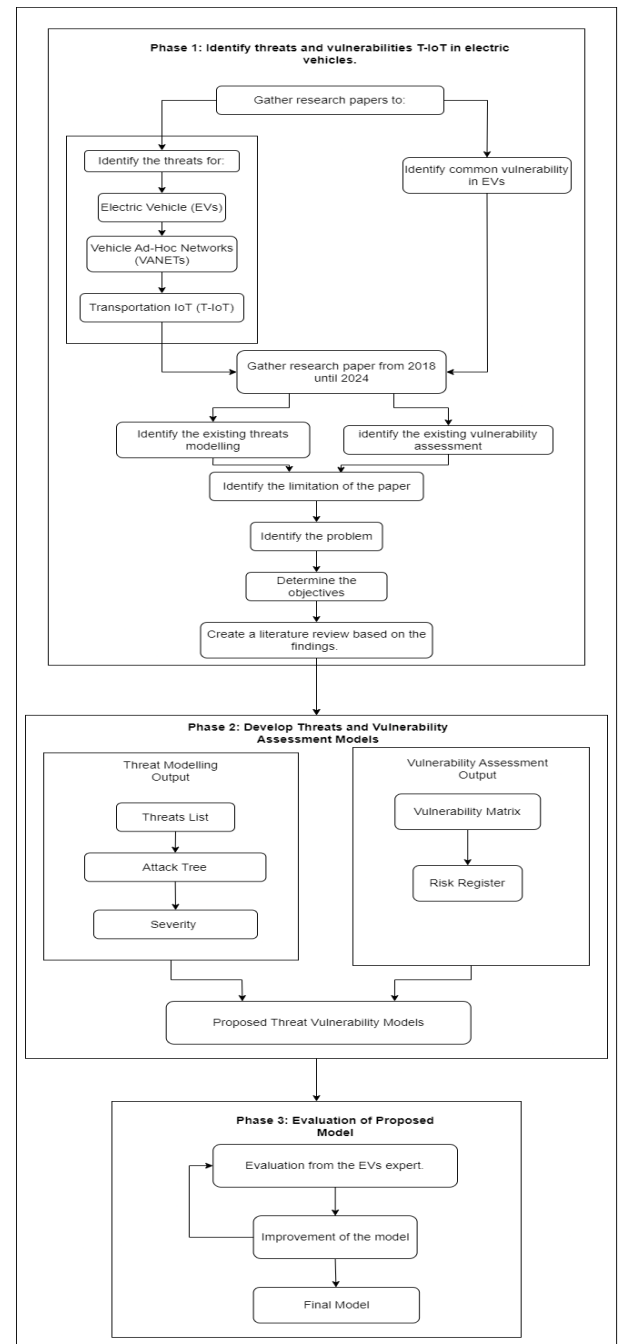 Phase 1: Identify threats and vulnerabilities T-IoT in electric
vehicles.
Gather research papers to:
Identify the threats for:
Identify common vulnerability
in EVs
Electric Vehicle (EVs)
Vehicle Ad-Hoc Networks
(VANETs)
Transportation IoT (T-IoT)
Gather research paper from 2018
until 2024
Identify the existing threats
modelling
identify the existing vulnerability
assessment
Identify the limitation of the paper
Identify the problem
Determine the
objectives
Create a literature review based on the
findings.
Phase 2: Develop Threats and Vulnerability
Assessment Models
Threat Modelling
Output
Threats List
Attack Tree
Severity
Vulnerability Assessment
Output
Vulnerability Matrix
Risk Register
Proposed Threat Vulnerability Models
Phase 3: Evaluation of Proposed
Model
Evaluation from the EVs expert.
Improvement of the model
Final Model